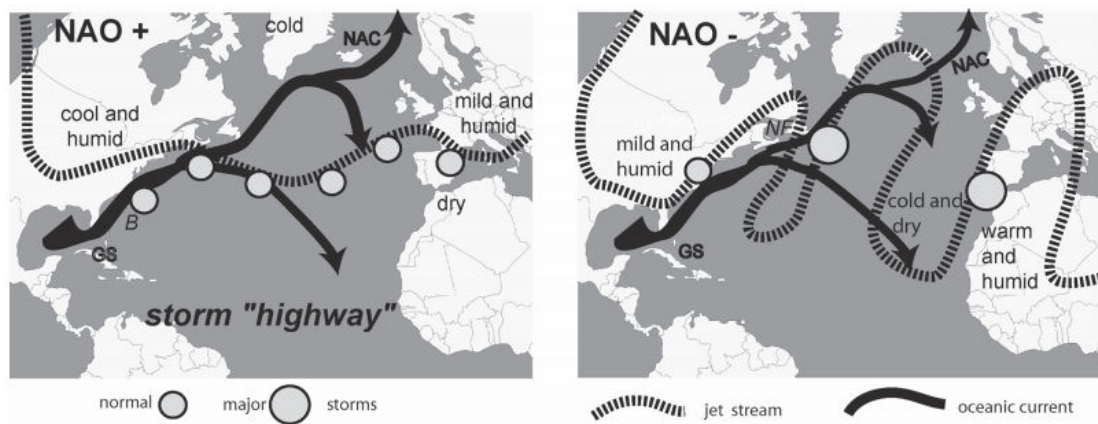 NAO +
cold
NAC
cool and
humid
mild and
humid
B
dry
GS
storm "highway"
normal
major
storms
NAO -
NAC
NF
mild and
humid
cold and
dry
GS
warm
and
humid
jet stream
oceanic current